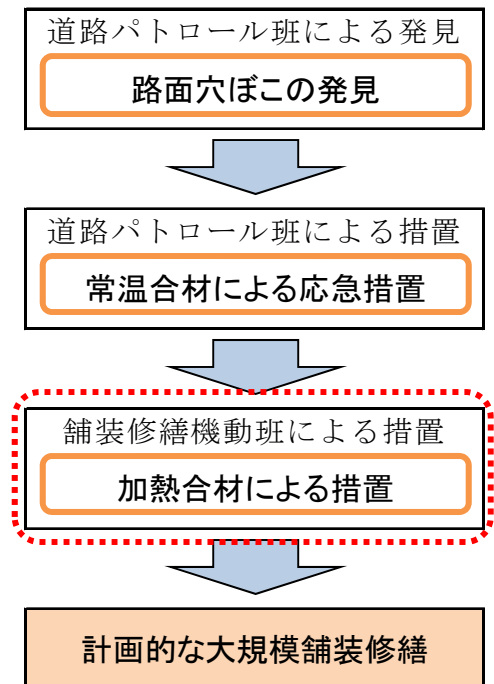 道路パトロール班による発見
路面穴ぼこの発見
道路パトロール班による措置
常温合材による応急措置
舗装修繕機動班による措置
加熱合材による措置
計画的な大規模舗装修繕